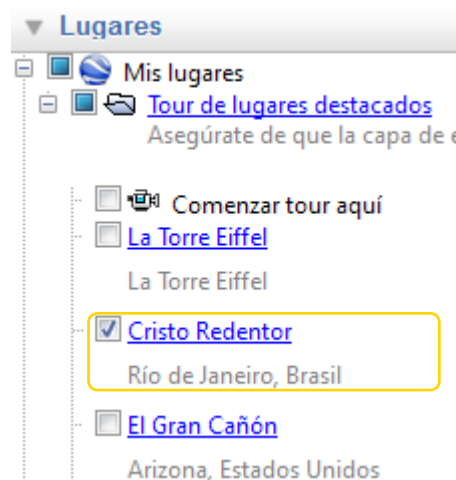 Lugares
Mis lugares
Tour de lugares destacados
Asegúrate de que la capa de
Comenzar tour aquí
La Torre Eiffel
La Torre Eiffel
Cristo Redentor
Río de Janeiro, Brasil
El Gran Cañón
Arizona, Estados Unidos